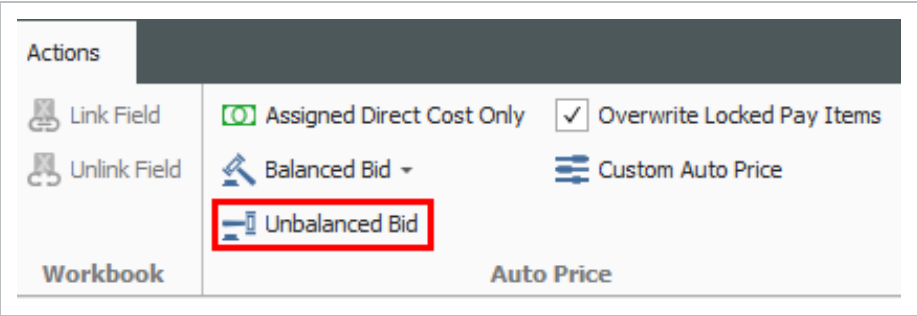 Actions
Link Field
Unlink Field
Workbook
Assigned Direct Cost Only
Balanced Bid
Unbalanced Bid
Overwrite Locked Pay Items
Custom Auto Price
Auto Price